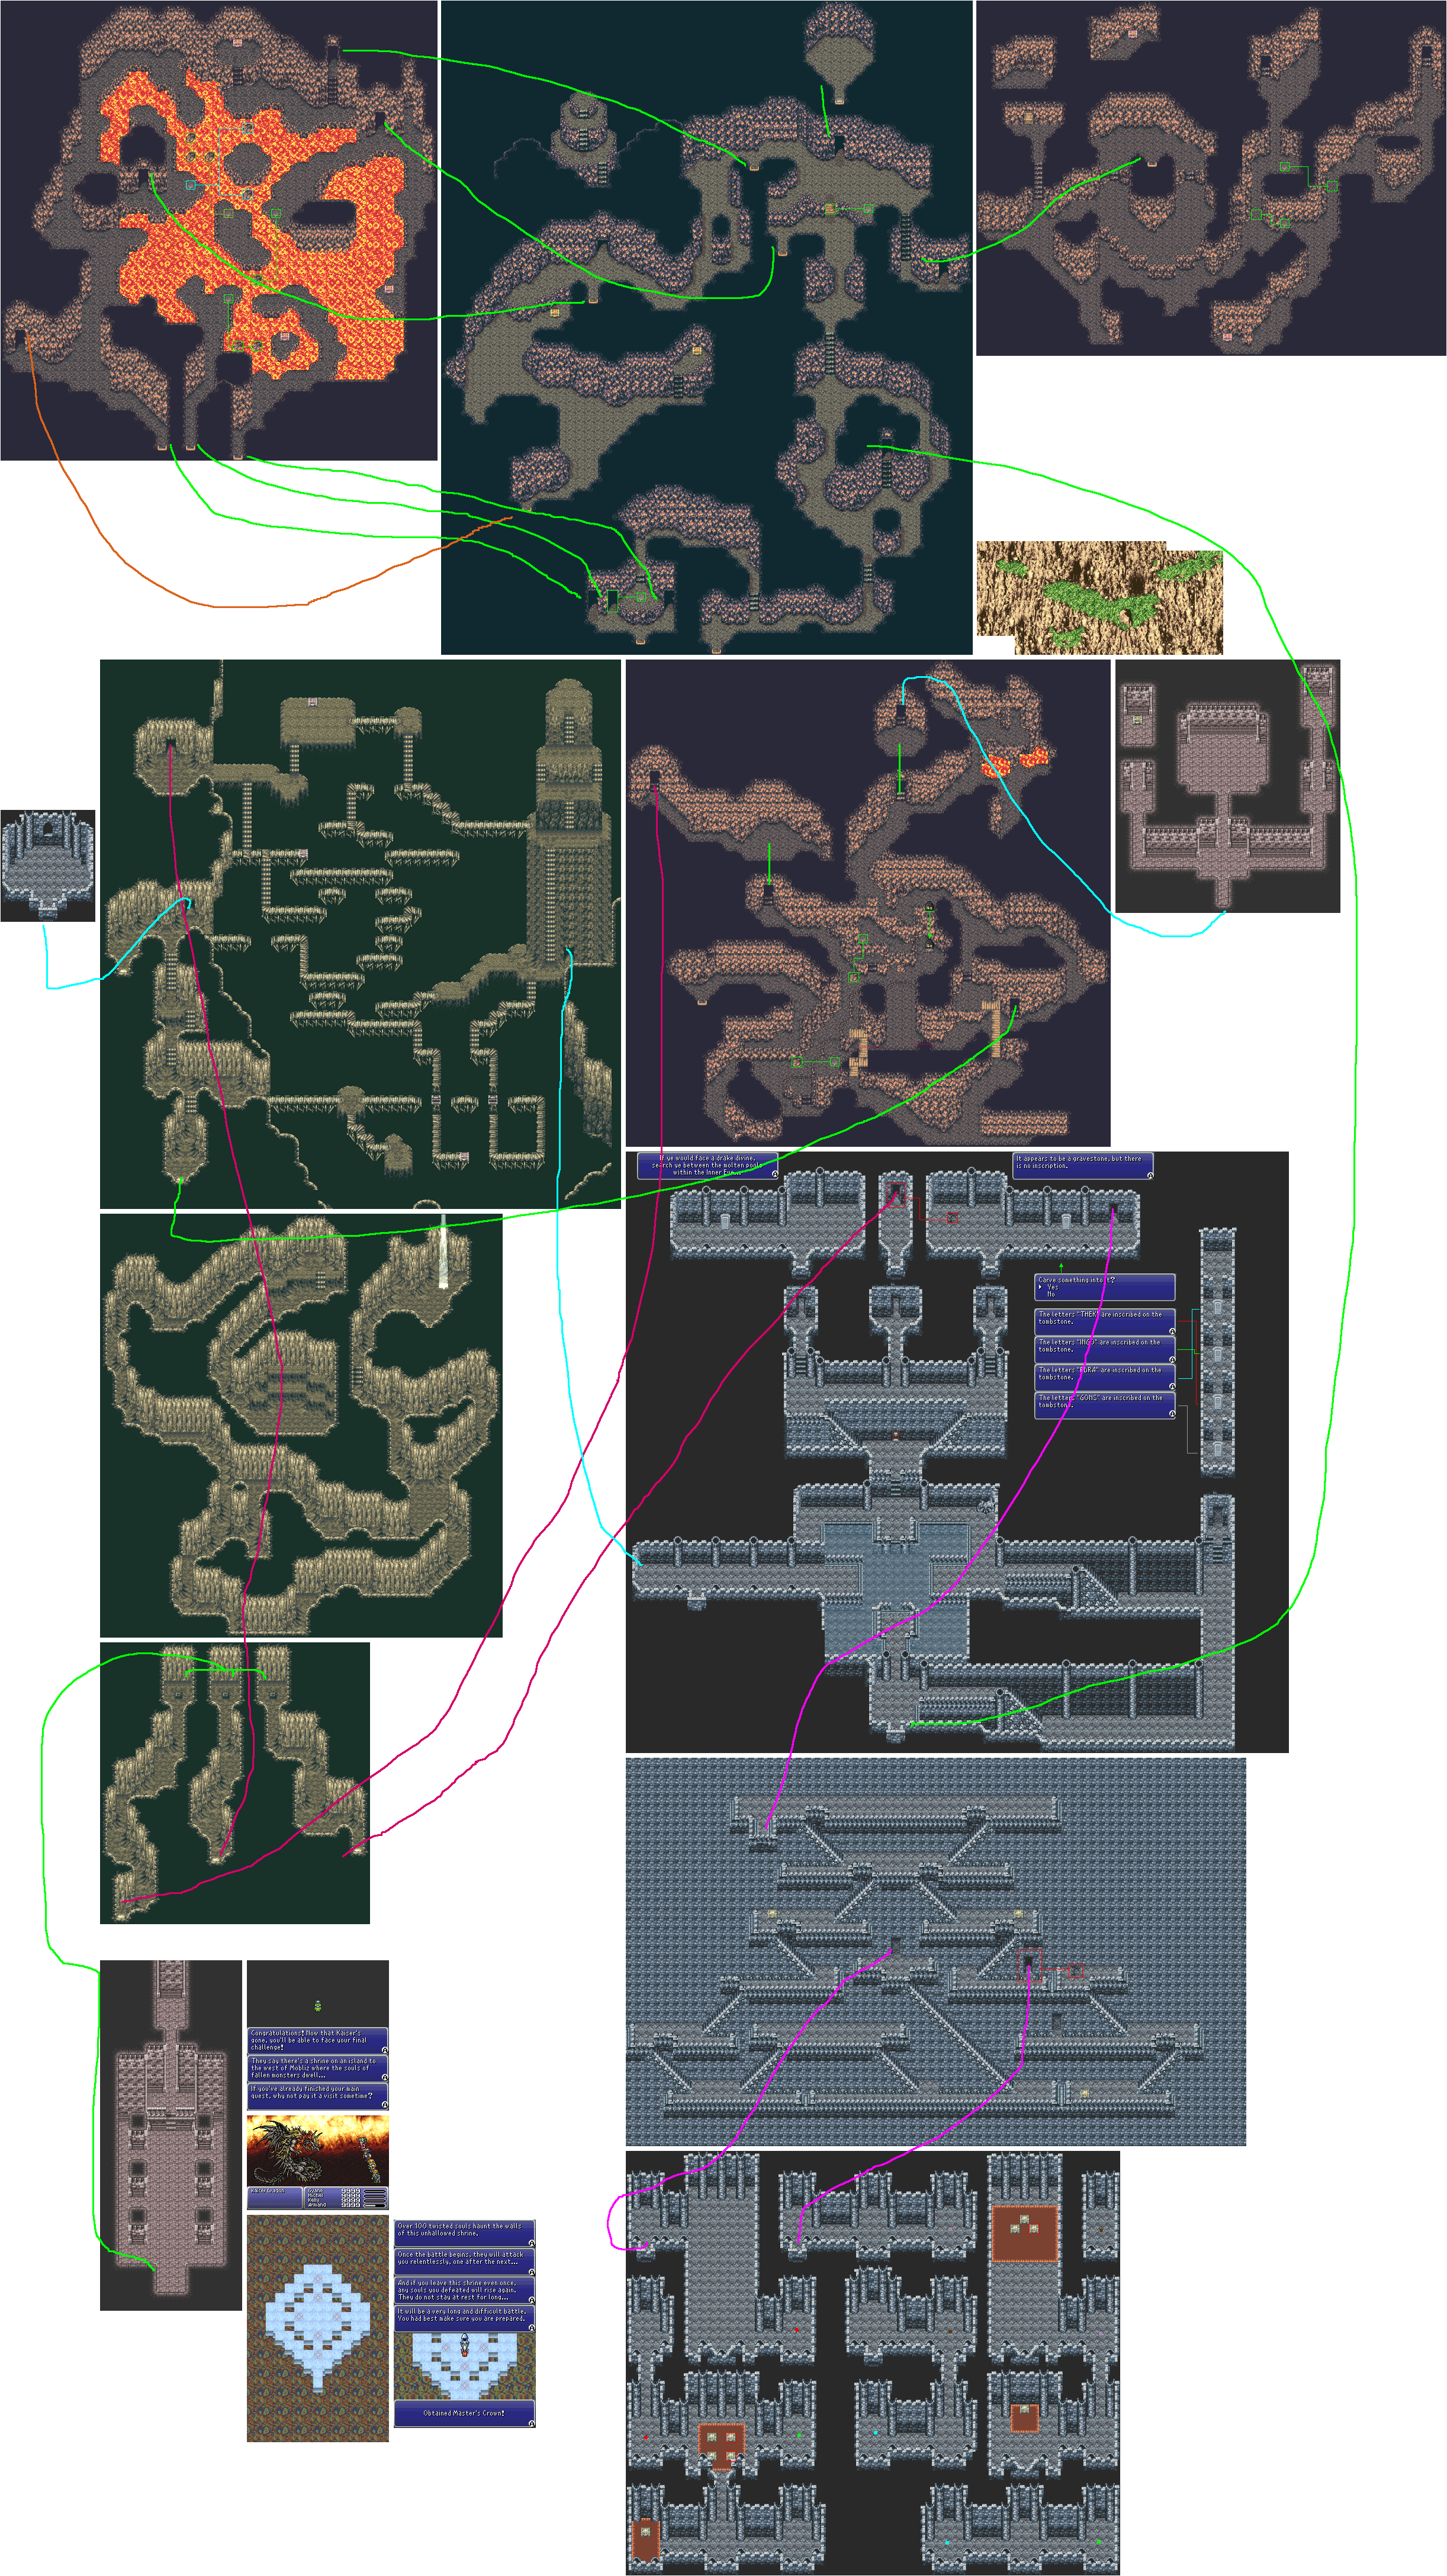 If ye would face a drake divine,
search ye between the molten pools
within the Inner Eye...
It appears to be a gravestone, but there
is no inscription.
Carve something into it?
Yes
No
The letters "THEK" are inscribed on the
tombstone.
The letters "INGO" are inscribed on the
tombstone.
The letters "FURA" are inscribed on the
tombstone.
The letters "GONS" are inscribed on the
tombstone.
Congratulations! Now that Kaiser's
gone, you'll be able to face your final
challenge!
They say there's a shrine on an island to
the west of Mobliz where the souls of
fallen monsters dwell...
If you've already finished your main
quest, why not pay it a visit sometime?
Over 100 twisted souls haunt the walls
of this unhallowed shrine.
Once the battle begins, they will attack
you relentlessly, one after the next...
And if you leave this shrine even once,
any souls you defeated will rise again.
They do not stay at rest for long...
It will be a very long and difficult battle.
You had best make sure you are prepared.
Obtained Master's Crown!